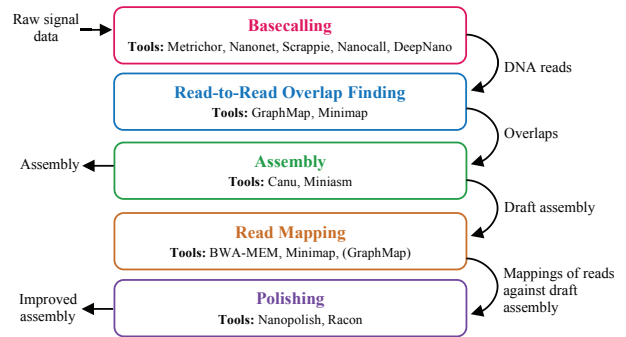 Raw signal
data
Basecalling
Tools: Metrichor, Nanonet, Scrappie, Nanocall, DeepNano
DNA reads
Read-to-Read Overlap Finding
Tools: GraphMap, Minimap
Overlaps
Assembly
Assembly
Tools: Canu, Miniasm
Draft assembly
Read Mapping
Tools: BWA-MEM, Minimap, (GraphMap)
Mappings of reads
against draft
assembly
Improved
assembly
Polishing
Tools: Nanopolish, Racon